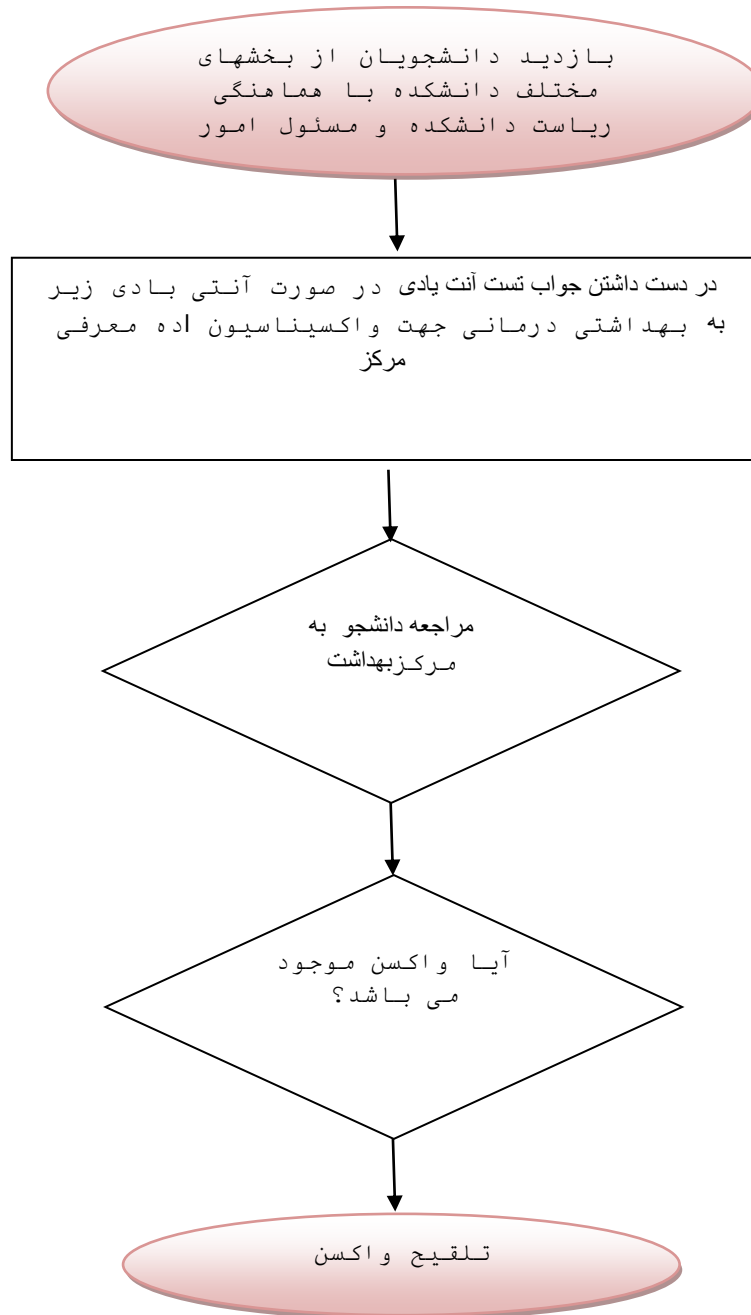 بازدید دانشجویان از بخشهای
مختلف دانشکده با هماهنگی
ریاست دانشکده و مسئول امور
در دست داشتن جواب تست آنت یادی در صورت آنتی بادی زیر
به بهداشتی درمانی جهت واکسیناسیون اده معرفی
مرکز
مراجعه دانشجو به
مرکزبهداشت
آیا واکسن موجود
می باشد؟
تلقیح واکسن